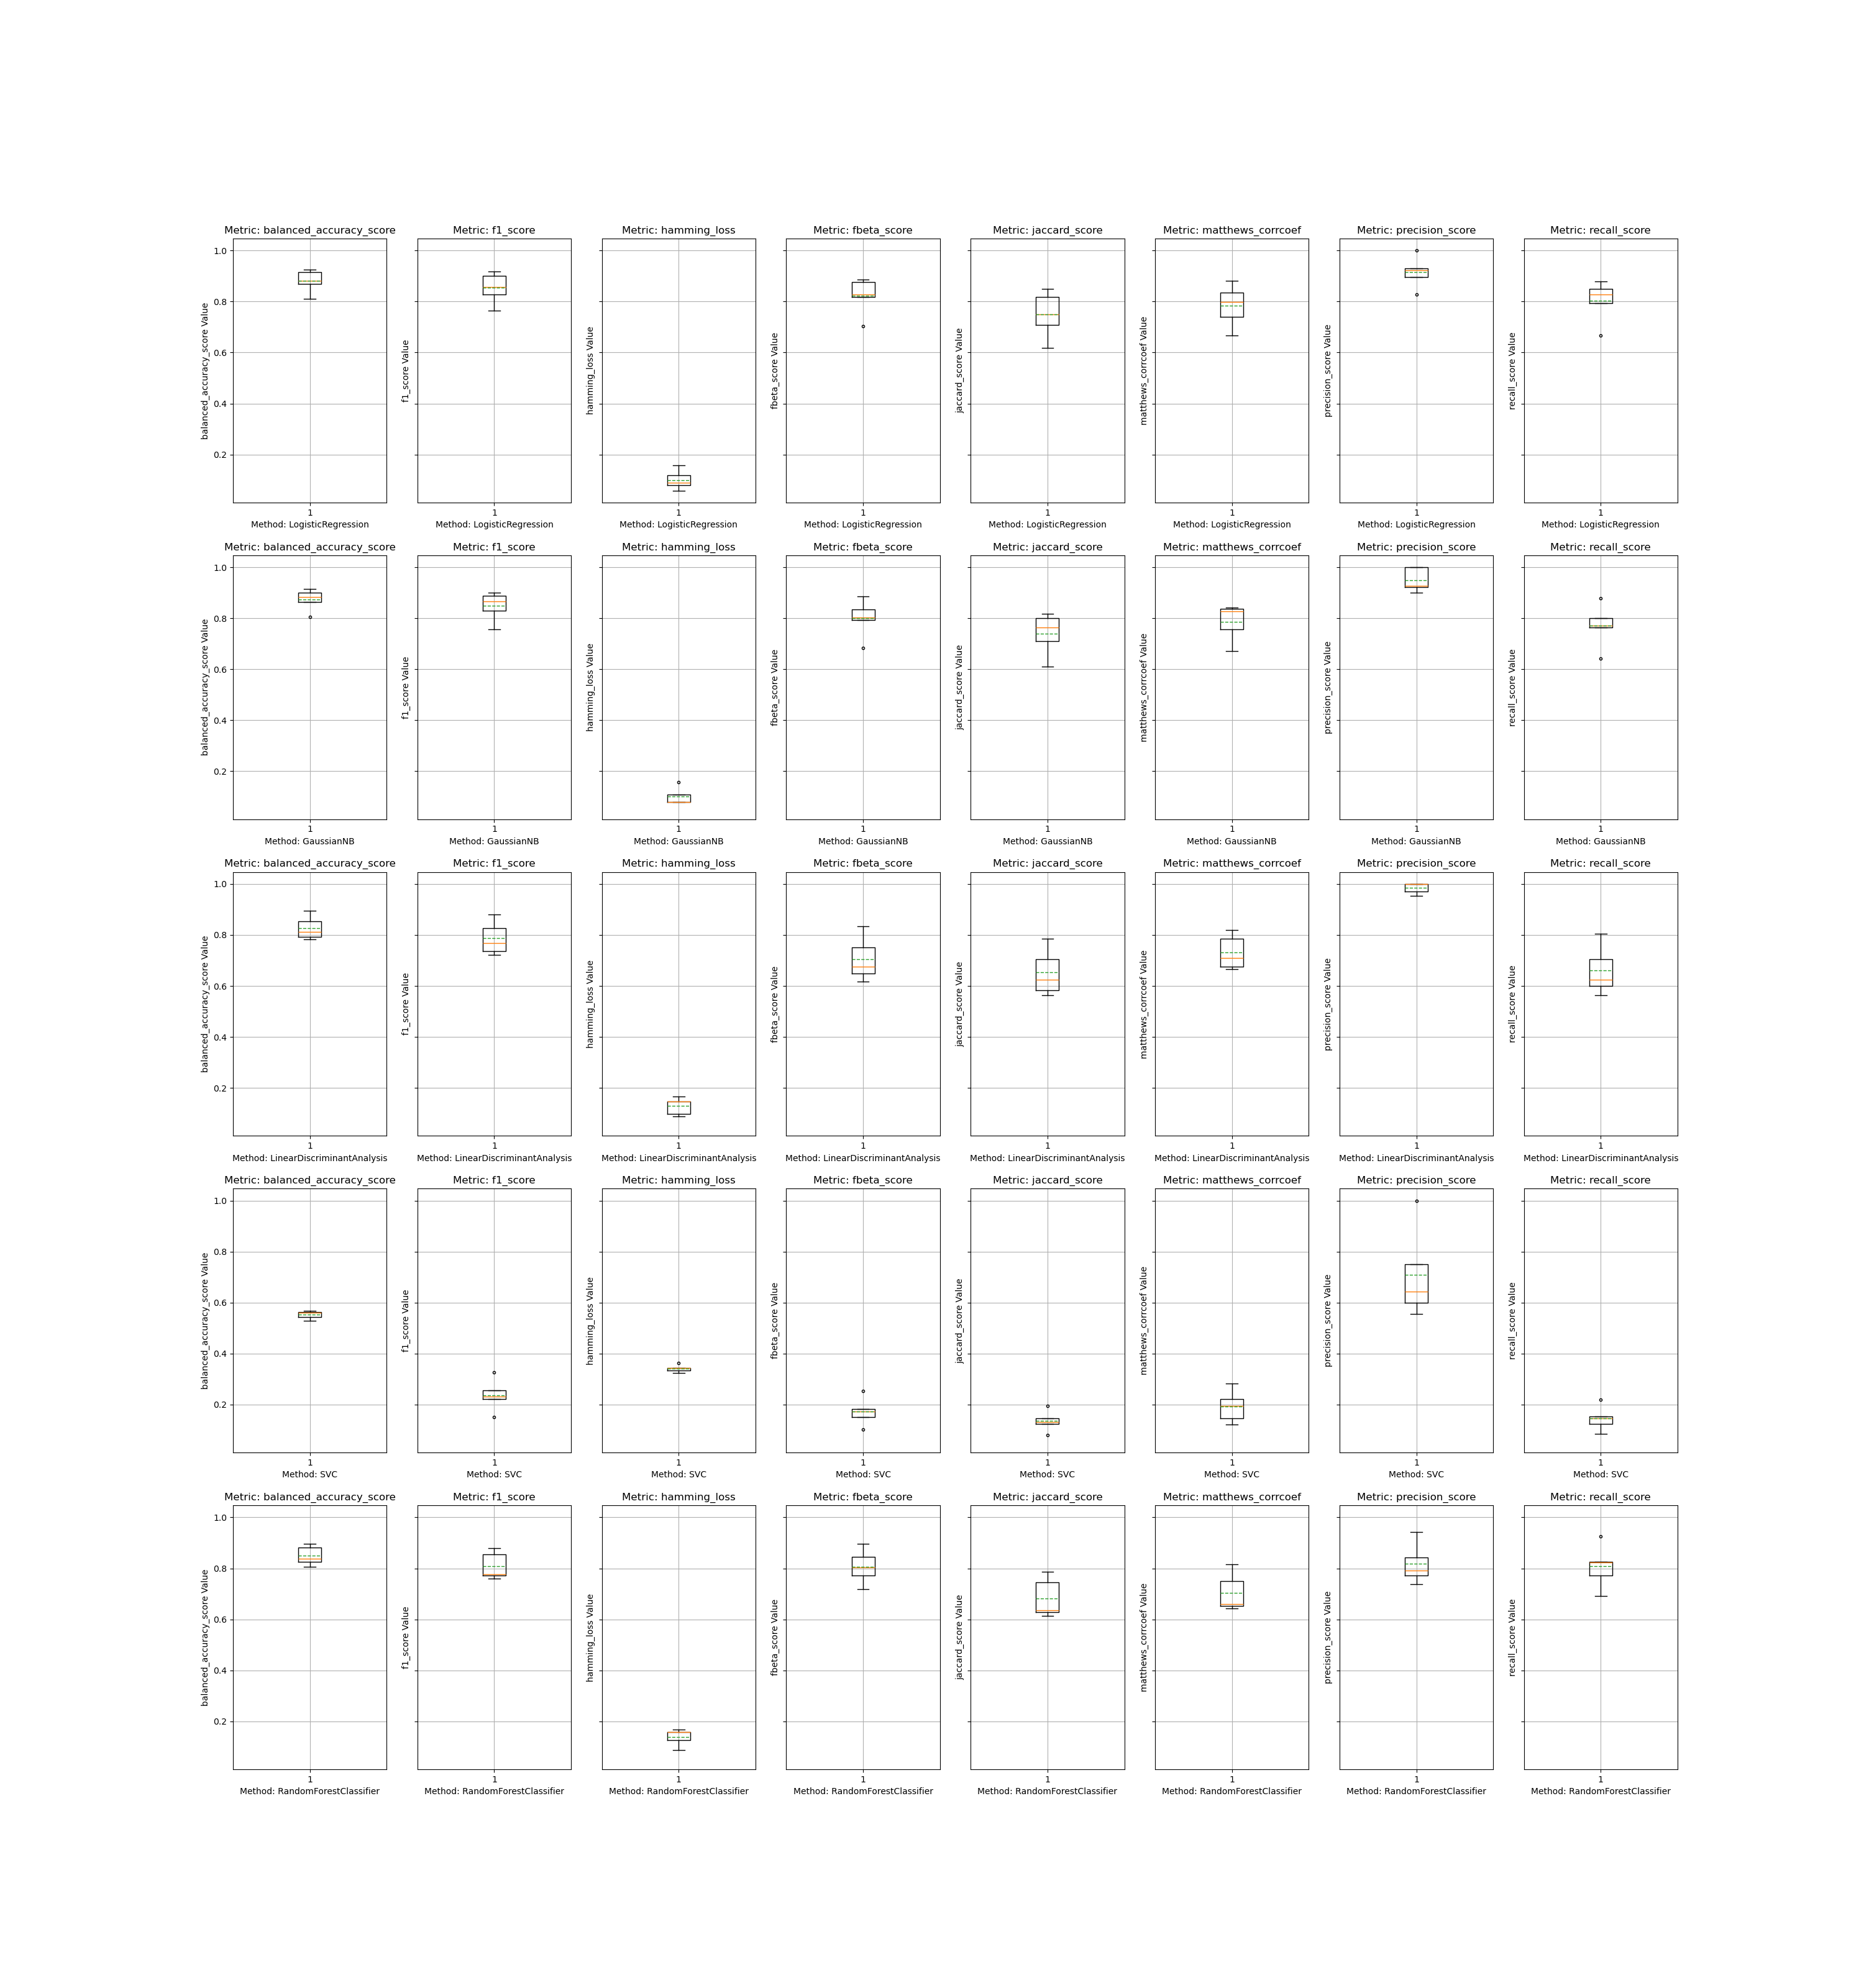 Metric: balanced_accuracy_score Metric: f1_score Metric: hamming_loss Metric: fbeta_score Metric: jaccard_score Metric: matthews_corrcoef Metric: precision_score Metric: recall_score
1.0
0.8
0.6
0.4
0.2
balanced_accuracy_score Value
f1_score Value
hamming_loss Value
fbeta_score Value
jaccard_score Value
matthews_corrcoef Value
precision_score Value
recall_score Value
1 1 1 1 1 1 1 1
Method: LogisticRegression Method: LogisticRegression Method: LogisticRegression Method: LogisticRegression Method: LogisticRegression Method: LogisticRegression Method: LogisticRegression Method: LogisticRegression
Metric: balanced_accuracy_score Metric: f1_score Metric: hamming_loss Metric: fbeta_score Metric: jaccard_score Metric: matthews_corrcoef Metric: precision_score Metric: recall_score
1.0
0.8
0.6
0.4
0.2
balanced_accuracy_score Value
f1_score Value
hamming_loss Value
fbeta_score Value
jaccard_score Value
matthews_corrcoef Value
precision_score Value
recall_score Value
1 1 1 1 1 1 1 1
Method: GaussianNB Method: GaussianNB Method: GaussianNB Method: GaussianNB Method: GaussianNB Method: GaussianNB Method: GaussianNB Method: GaussianNB
Metric: balanced_accuracy_score Metric: f1_score Metric: hamming_loss Metric: fbeta_score Metric: jaccard_score Metric: matthews_corrcoef Metric: precision_score Metric: recall_score
1.0
0.8
0.6
0.4
0.2
balanced_accuracy_score Value
f1_score Value
hamming_loss Value
fbeta_score Value
jaccard_score Value
matthews_corrcoef Value
precision_score Value
recall_score Value
1 1 1 1 1 1 1 1
Method: LinearDiscriminantAnalysis Method: LinearDiscriminantAnalysis Method: LinearDiscriminantAnalysis Method: LinearDiscriminantAnalysis Method: LinearDiscriminantAnalysis Method: LinearDiscriminantAnalysis Method: LinearDiscriminantAnalysis Method: LinearDiscriminantAnalysis
Metric: balanced_accuracy_score Metric: f1_score Metric: hamming_loss Metric: fbeta_score Metric: jaccard_score Metric: matthews_corrcoef Metric: precision_score Metric: recall_score
1.0
0.8
0.6
0.4
0.2
balanced_accuracy_score Value
f1_score Value
hamming_loss Value
fbeta_score Value
jaccard_score Value
matthews_corrcoef Value
precision_score Value
recall_score Value
1 1 1 1 1 1 1 1
Method: SVC Method: SVC Method: SVC Method: SVC Method: SVC Method: SVC Method: SVC Method: SVC
Metric: balanced_accuracy_score Metric: f1_score Metric: hamming_loss Metric: fbeta_score Metric: jaccard_score Metric: matthews_corrcoef Metric: precision_score Metric: recall_score
1.0
0.8
0.6
0.4
0.2
balanced_accuracy_score Value
f1_score Value
hamming_loss Value
fbeta_score Value
jaccard_score Value
matthews_corrcoef Value
precision_score Value
recall_score Value
1 1 1 1 1 1 1 1
Method: RandomForestClassifier Method: RandomForestClassifier Method: RandomForestClassifier Method: RandomForestClassifier Method: RandomForestClassifier Method: RandomForestClassifier Method: RandomForestClassifier Method: RandomForestClassifier